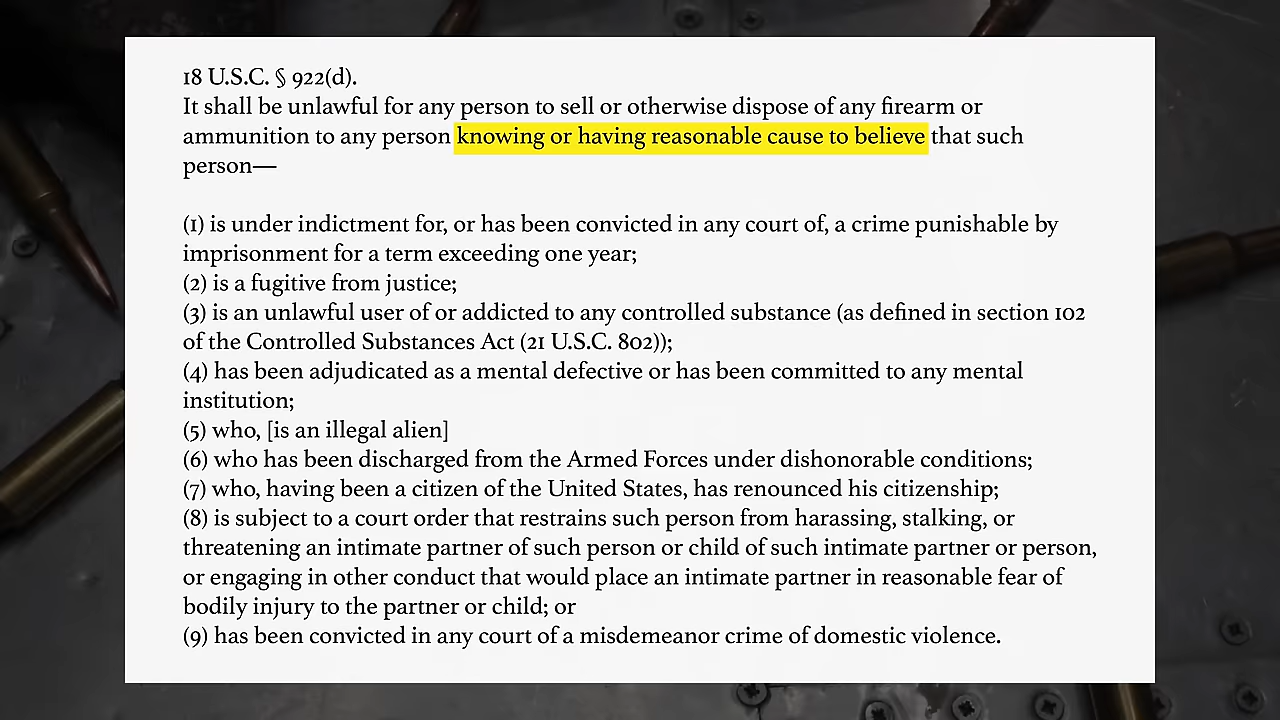 18 U.S.C. § 922(d).
It shall be unlawful for any person to sell or otherwise dispose of any firearm or
ammunition to any person knowing or having reasonable cause to believe that such
person—
(1) is under indictment for, or has been convicted in any court of, a crime punishable by
imprisonment for a term exceeding one year;
(2) is a fugitive from justice;
(3) is an unlawful user of or addicted to any controlled substance (as defined in section 102
of the Controlled Substances Act (21 U.S.C. 802));
(4) has been adjudicated as a mental defective or has been committed to any mental
institution;
(5) who, [is an illegal alien]
(6) who has been discharged from the Armed Forces under dishonorable conditions;
(7) who, having been a citizen of the United States, has renounced his citizenship;
(8) is subject to a court order that restrains such person from harassing, stalking, or
threatening an intimate partner of such person or child of such intimate partner or person,
or engaging in other conduct that would place an intimate partner in reasonable fear of
bodily injury to the partner or child; or
(9) has been convicted in any court of a misdemeanor crime of domestic violence.